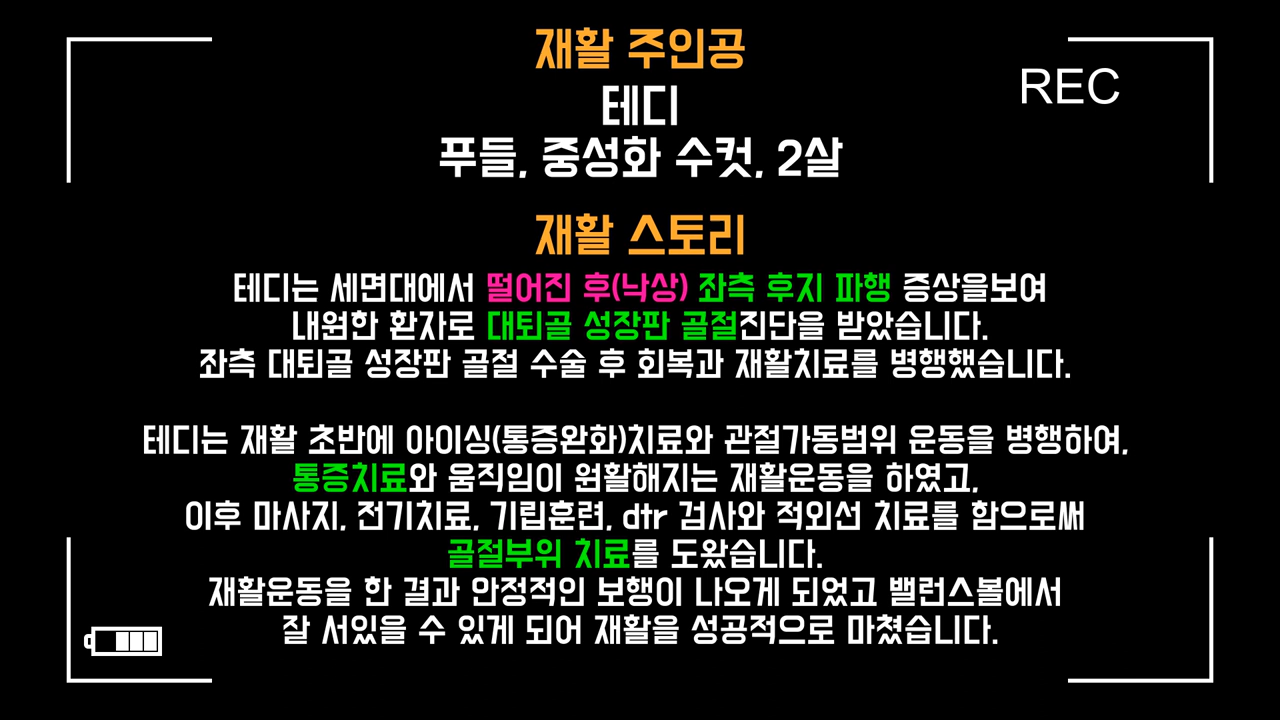 재활 주인공
REC
테디
푸들, 중성화 수컷, 2살
재활 스토리
테디는 세면대에서 떨어진 후(낙상) 좌측 후지 파행 증상을보여
내원한 환자로 대퇴골 성장판 골절진단을 받았습니다.
좌측 대퇴골 성장판 골절 수술 후 회복과 재활치료를 병행했습니다.
테디는 재활 초반에 아이싱(통증완화)치료와 관절가동범위 운동을 병행하여,
통증치료와 움직임이 원활해지는 재활운동을 하였고,
이후 마사지, 전기치료, 기립훈련, dtr 검사와 적외선 치료를 함으로써
골절부위 치료를 도왔습니다.
재활운동을 한 결과 안정적인 보행이 나오게 되었고 밸런스볼에서
잘 서있을 수 있게 되어 재활을 성공적으로 마쳤습니다.